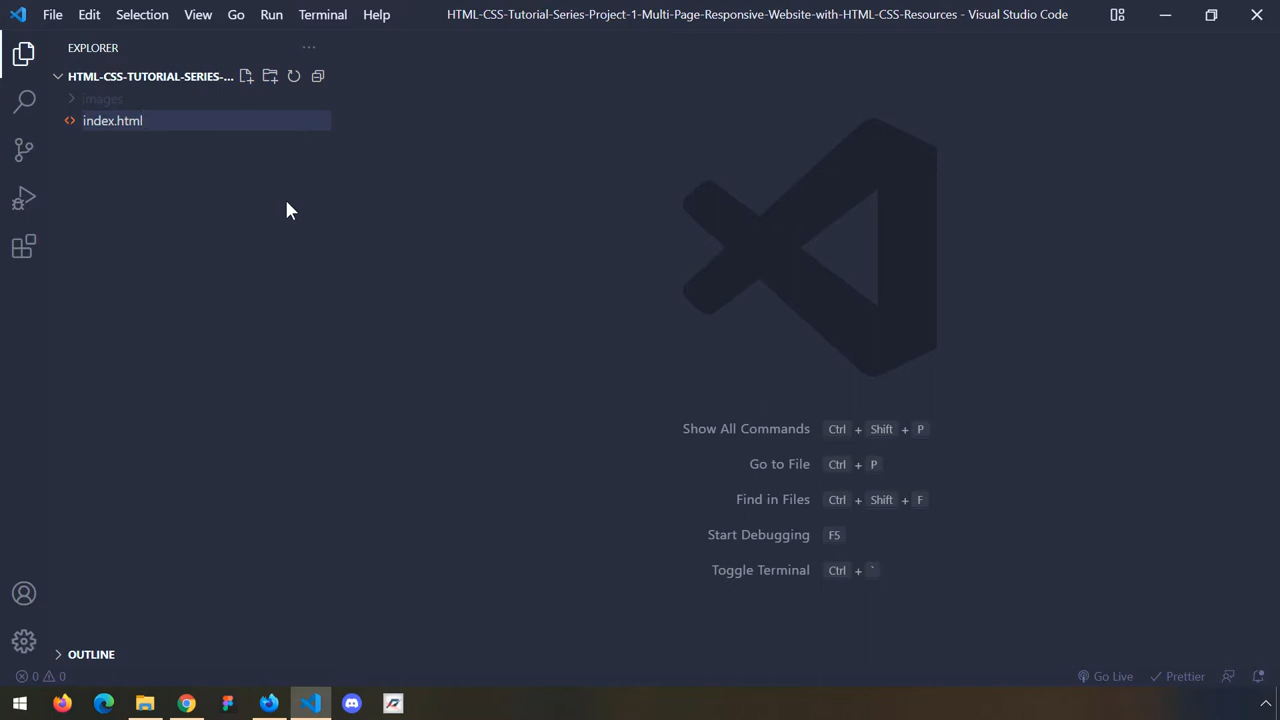 File Edit Selection View Go Run Terminal Help HTML-CSS-Tutorial-Series-Project-1-Multi-Page-Responsive-Website-with-HTML-CSS-Resources - Visual Studio Code
EXPLORER
HTML-CSS-TUTORIAL-SERIES-...
images
index.html
Show All Commands Ctrl + Shift + P
Go to File Ctrl + P
Find in Files Ctrl + Shift + F
Start Debugging F5
Toggle Terminal Ctrl + `
OUTLINE
0 0 Go Live Prettier